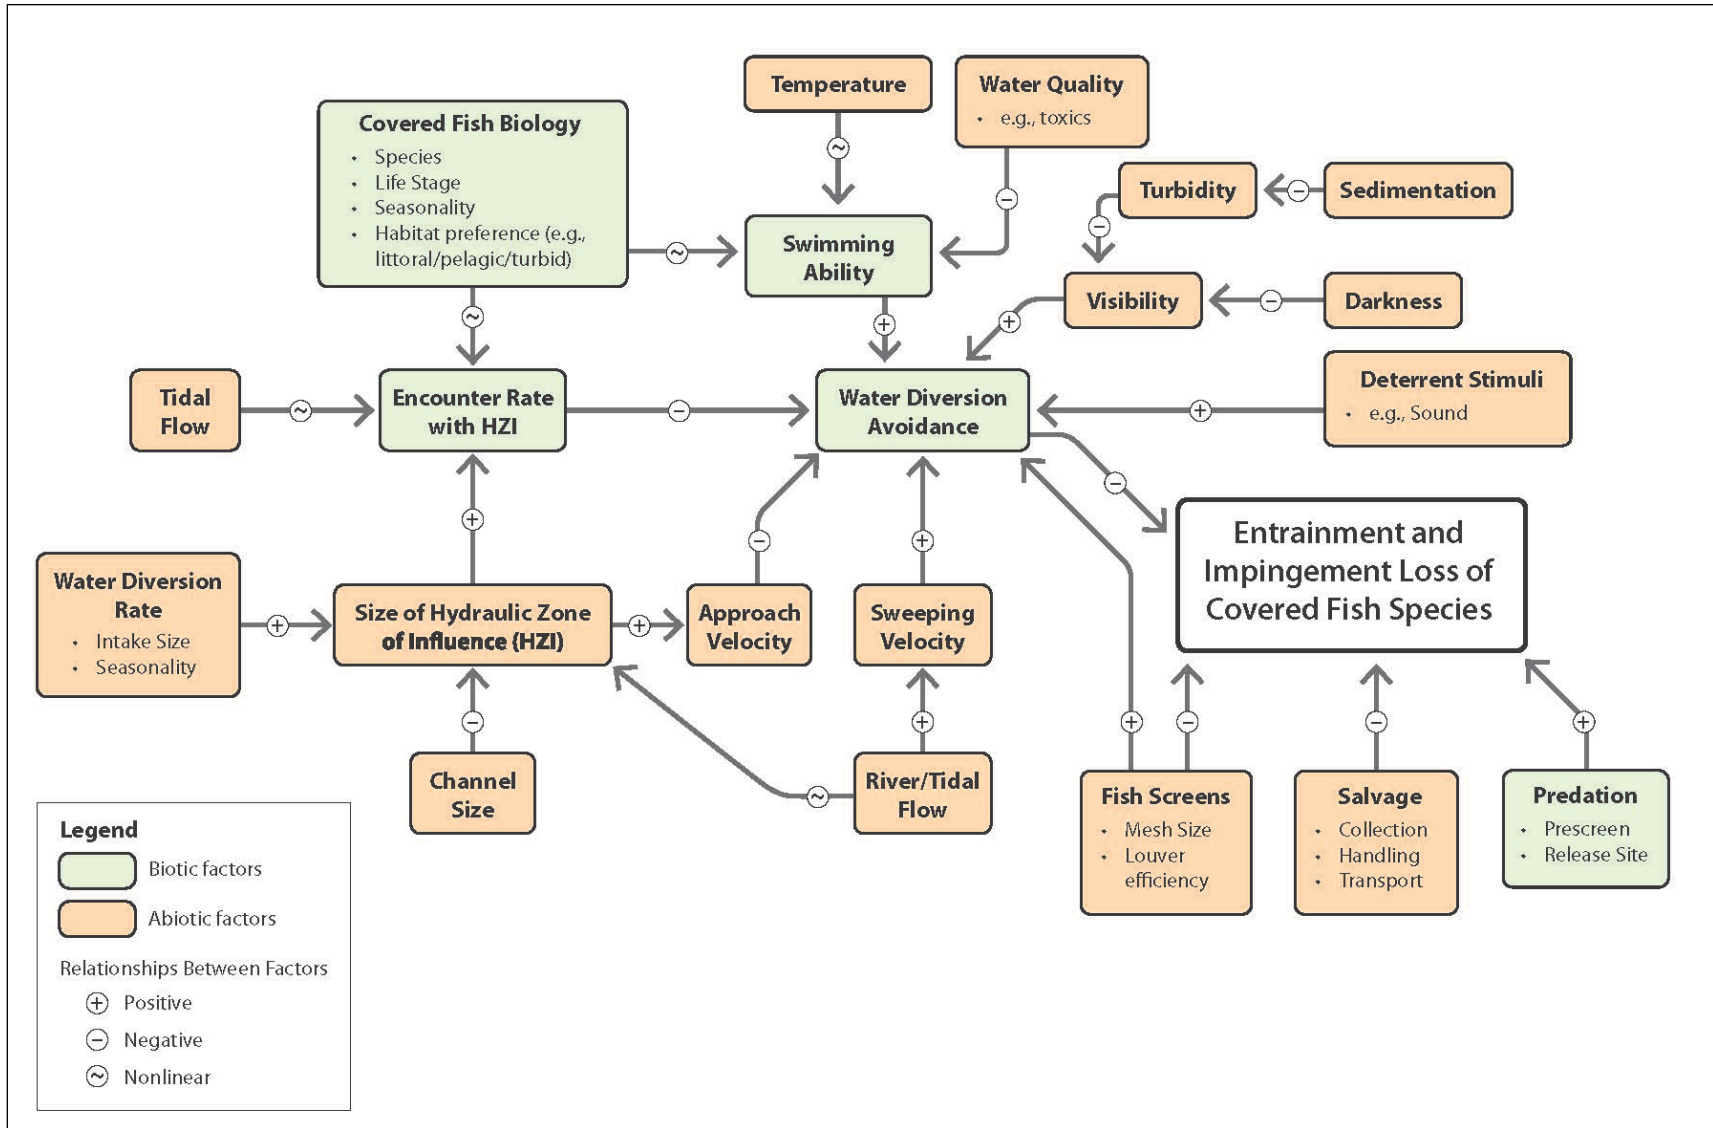 Temperature
Water Quality
• e.g., toxics
Covered Fish Biology
• Species
• Life Stage
• Seasonality
• Habitat preference (e.g.,
littoral/pelagic/turbid)
~
~
−
Turbidity
−
Sedimentation
−
~
Swimming
Ability
Visibility
−
Darkness
~
+
+
Tidal
Flow
~
Encounter Rate
with HZI
−
Water Diversion
Avoidance
+
Deterrent Stimuli
• e.g., Sound
−
Entrainment and
Impingement Loss of
Covered Fish Species
+
−
+
Water Diversion
Rate
• Intake Size
• Seasonality
+
Size of Hydraulic Zone
of Influence (HZI)
+
Approach
Velocity
Sweeping
Velocity
−
+
+
−
−
+
Channel
Size
~
River/Tidal
Flow
Fish Screens
• Mesh Size
• Louver
efficiency
Salvage
• Collection
• Handling
• Transport
Predation
• Prescreen
• Release Site
Legend
Biotic factors
Abiotic factors
Relationships Between Factors
+ Positive
− Negative
~ Nonlinear